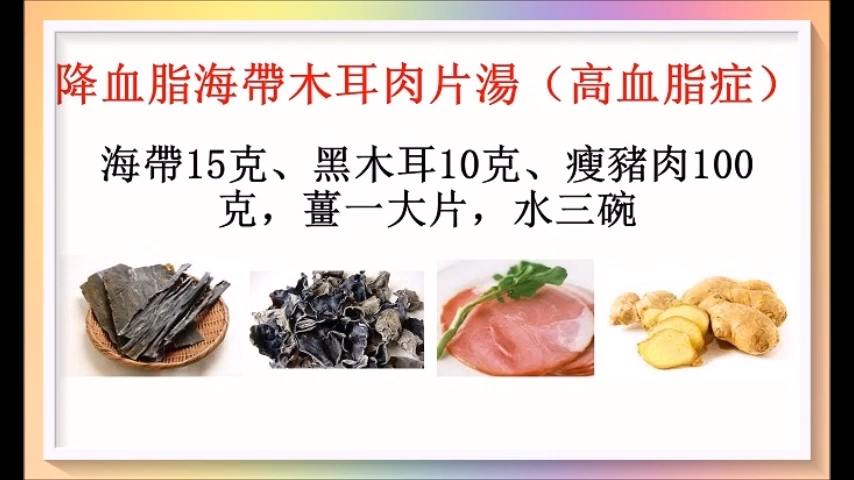 降血脂海帶木耳肉片湯（高血脂症）
海帶15克、黑木耳10克、瘦豬肉100
克，薑一大片，水三碗